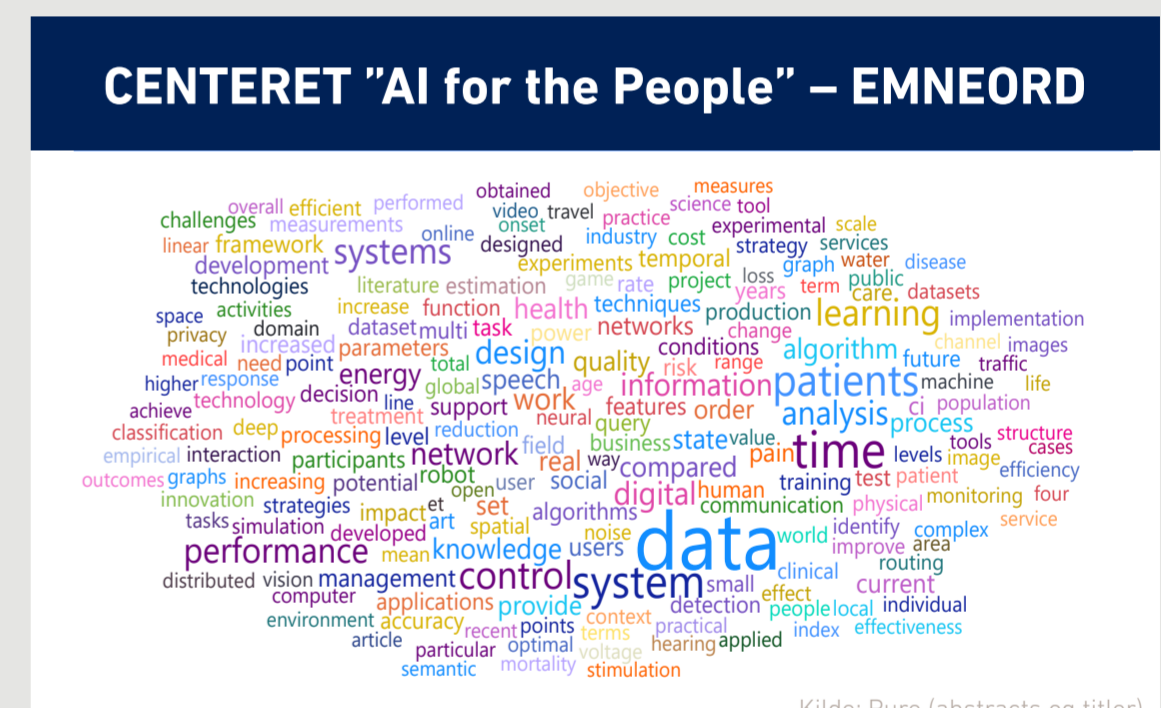 CENTERET ”AI for the People” – EMNEORD
obtained objective measures
overall efficient performed video travel practice science tool
challenges measurements online onset experimental scale
linear framework systems designed industry cost strategy services
development experiments temporal graph water disease
technologies literature estimation game rate project loss years term public care. datasets
space activities increase function health techniques production learning implementation
privacy domain dataset multi task power networks change channel images
increased parameters design quality conditions algorithm future traffic
medical need point total risk range
higher response energy global speech age information patients machine life
achieve technology decision line support work features order analysis ci population
treatment neural query process
classification deep processing level reduction field business state value time tools structure
empirical interaction participants network real way compared pain levels image cases
outcomes graphs increasing potential robot user social training test patient efficiency
innovation strategies impact et open set algorithms digital human communication physical monitoring four
tasks simulation developed art spatial noise data world identify complex service
performance mean knowledge users improve area
distributed vision management control system small clinical routing
computer applications provide detection effect current
environment accuracy context people local individual
article recent points terms practical index effectiveness
particular optimal voltage hearing applied
semantic mortality stimulation
Kilde: Pure (abstracts og titler)